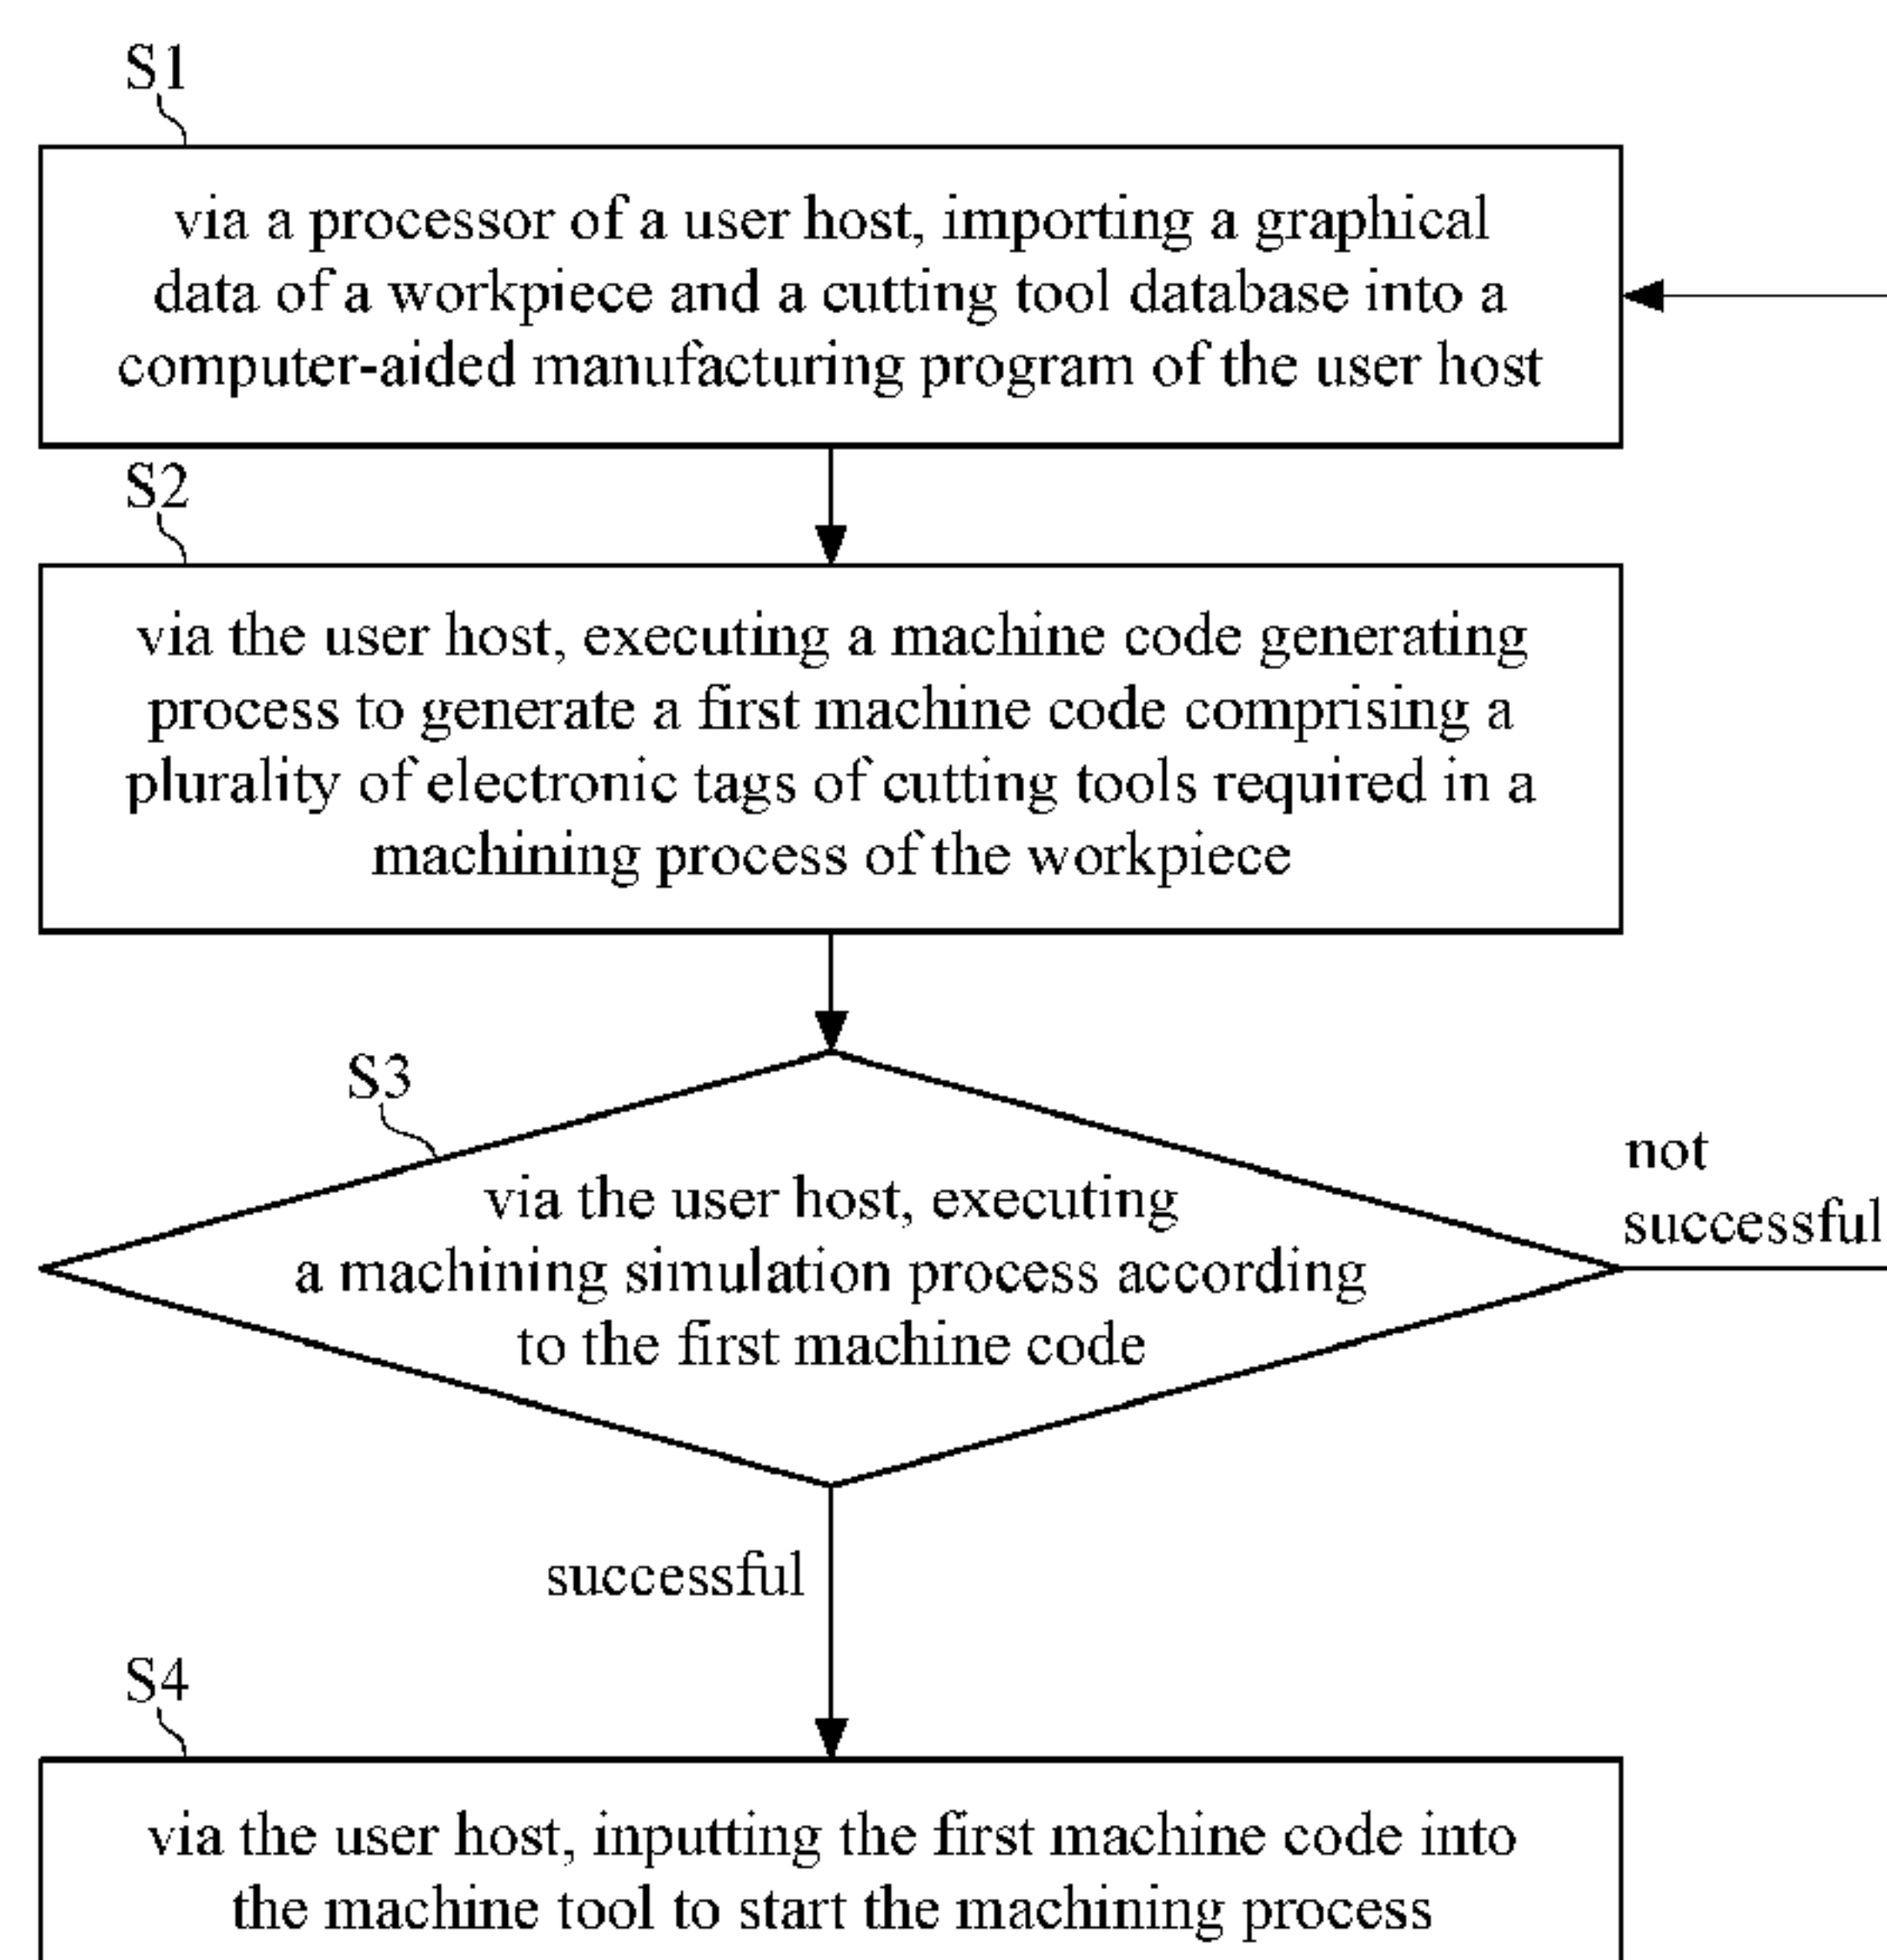 S1
via a processor of a user host, importing a graphical
data of a workpiece and a cutting tool database into a
computer-aided manufacturing program of the user host
S2
via the user host, executing a machine code generating
process to generate a first machine code comprising a
plurality of electronic tags of cutting tools required in a
machining process of the workpiece
S3
via the user host, executing
a machining simulation process according
to the first machine code
not
successful
successful
S4
via the user host, inputting the first machine code into
the machine tool to start the machining process